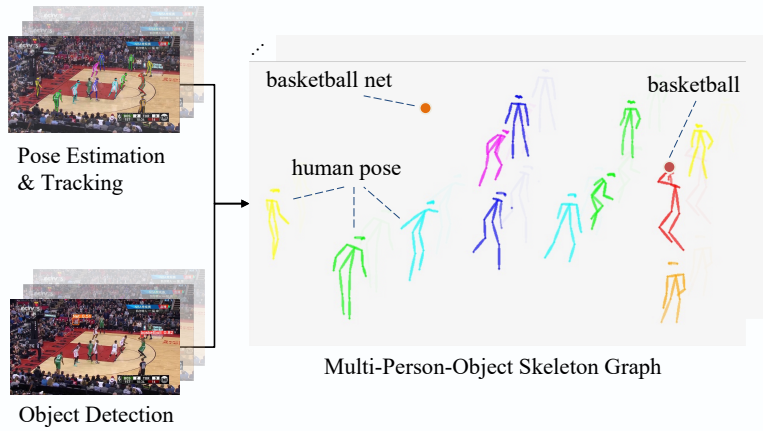 basketball net
basketball
Pose Estimation
& Tracking
human pose
Multi-Person-Object Skeleton Graph
Object Detection